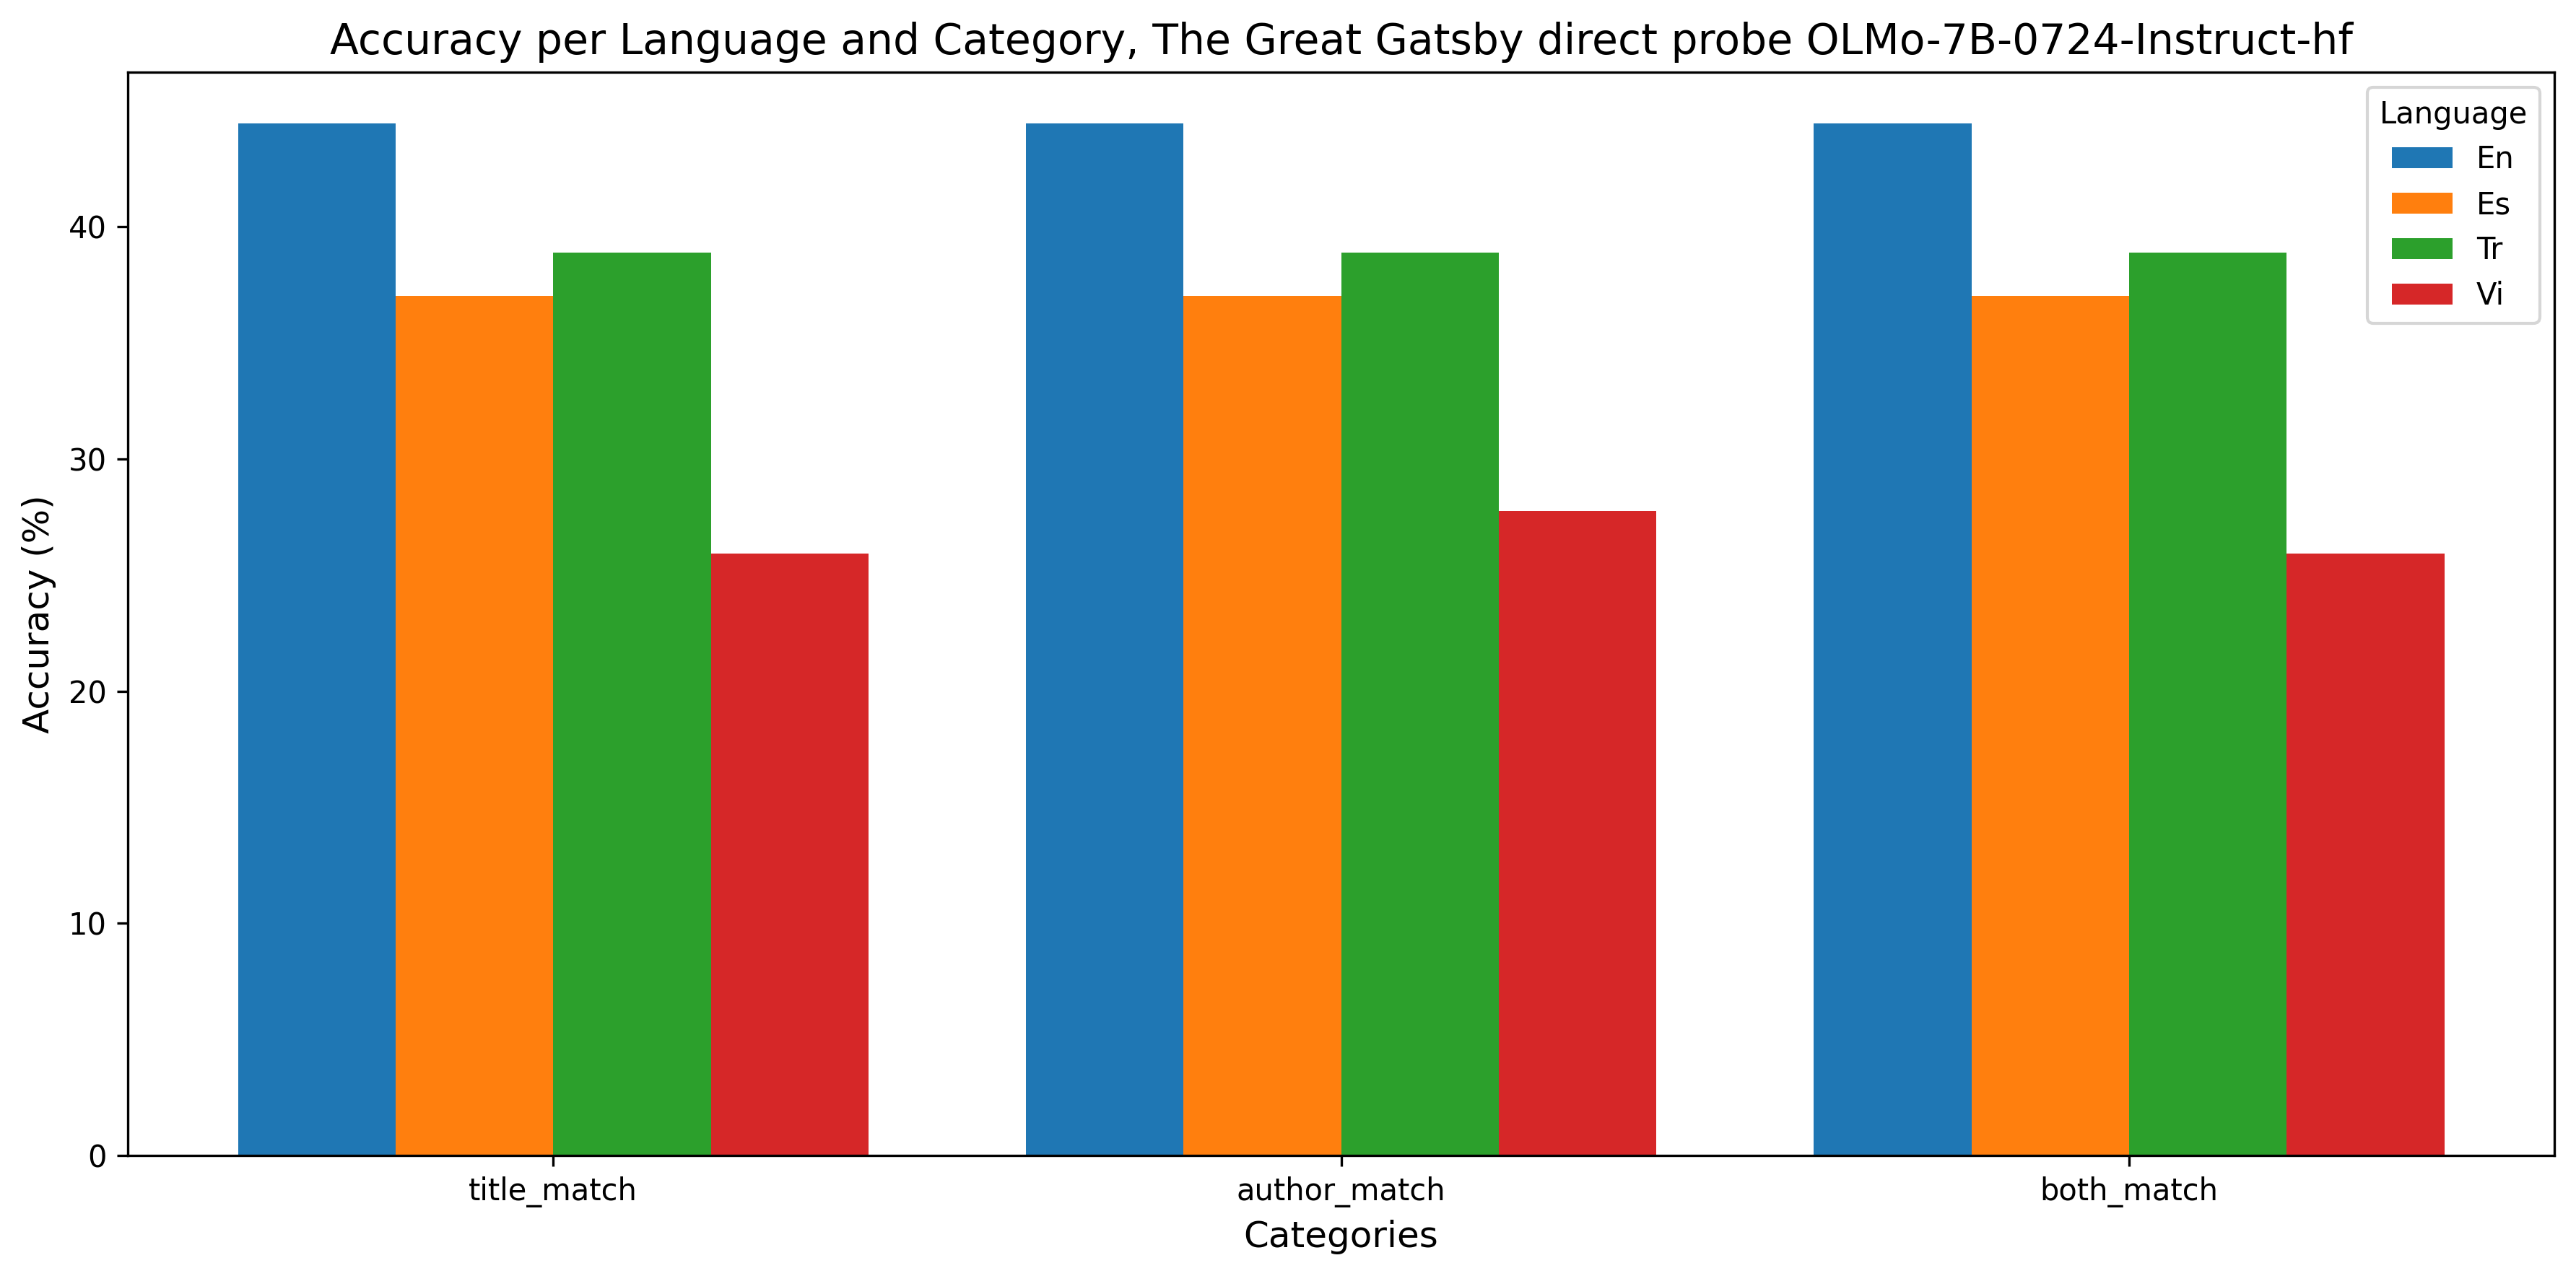 Accuracy per Language and Category, The Great Gatsby direct probe OLMo-7B-0724-Instruct-hf
Language
En
Es
Tr
Vi
Accuracy (%)
40
30
20
10
0
title_match
author_match
both_match
Categories